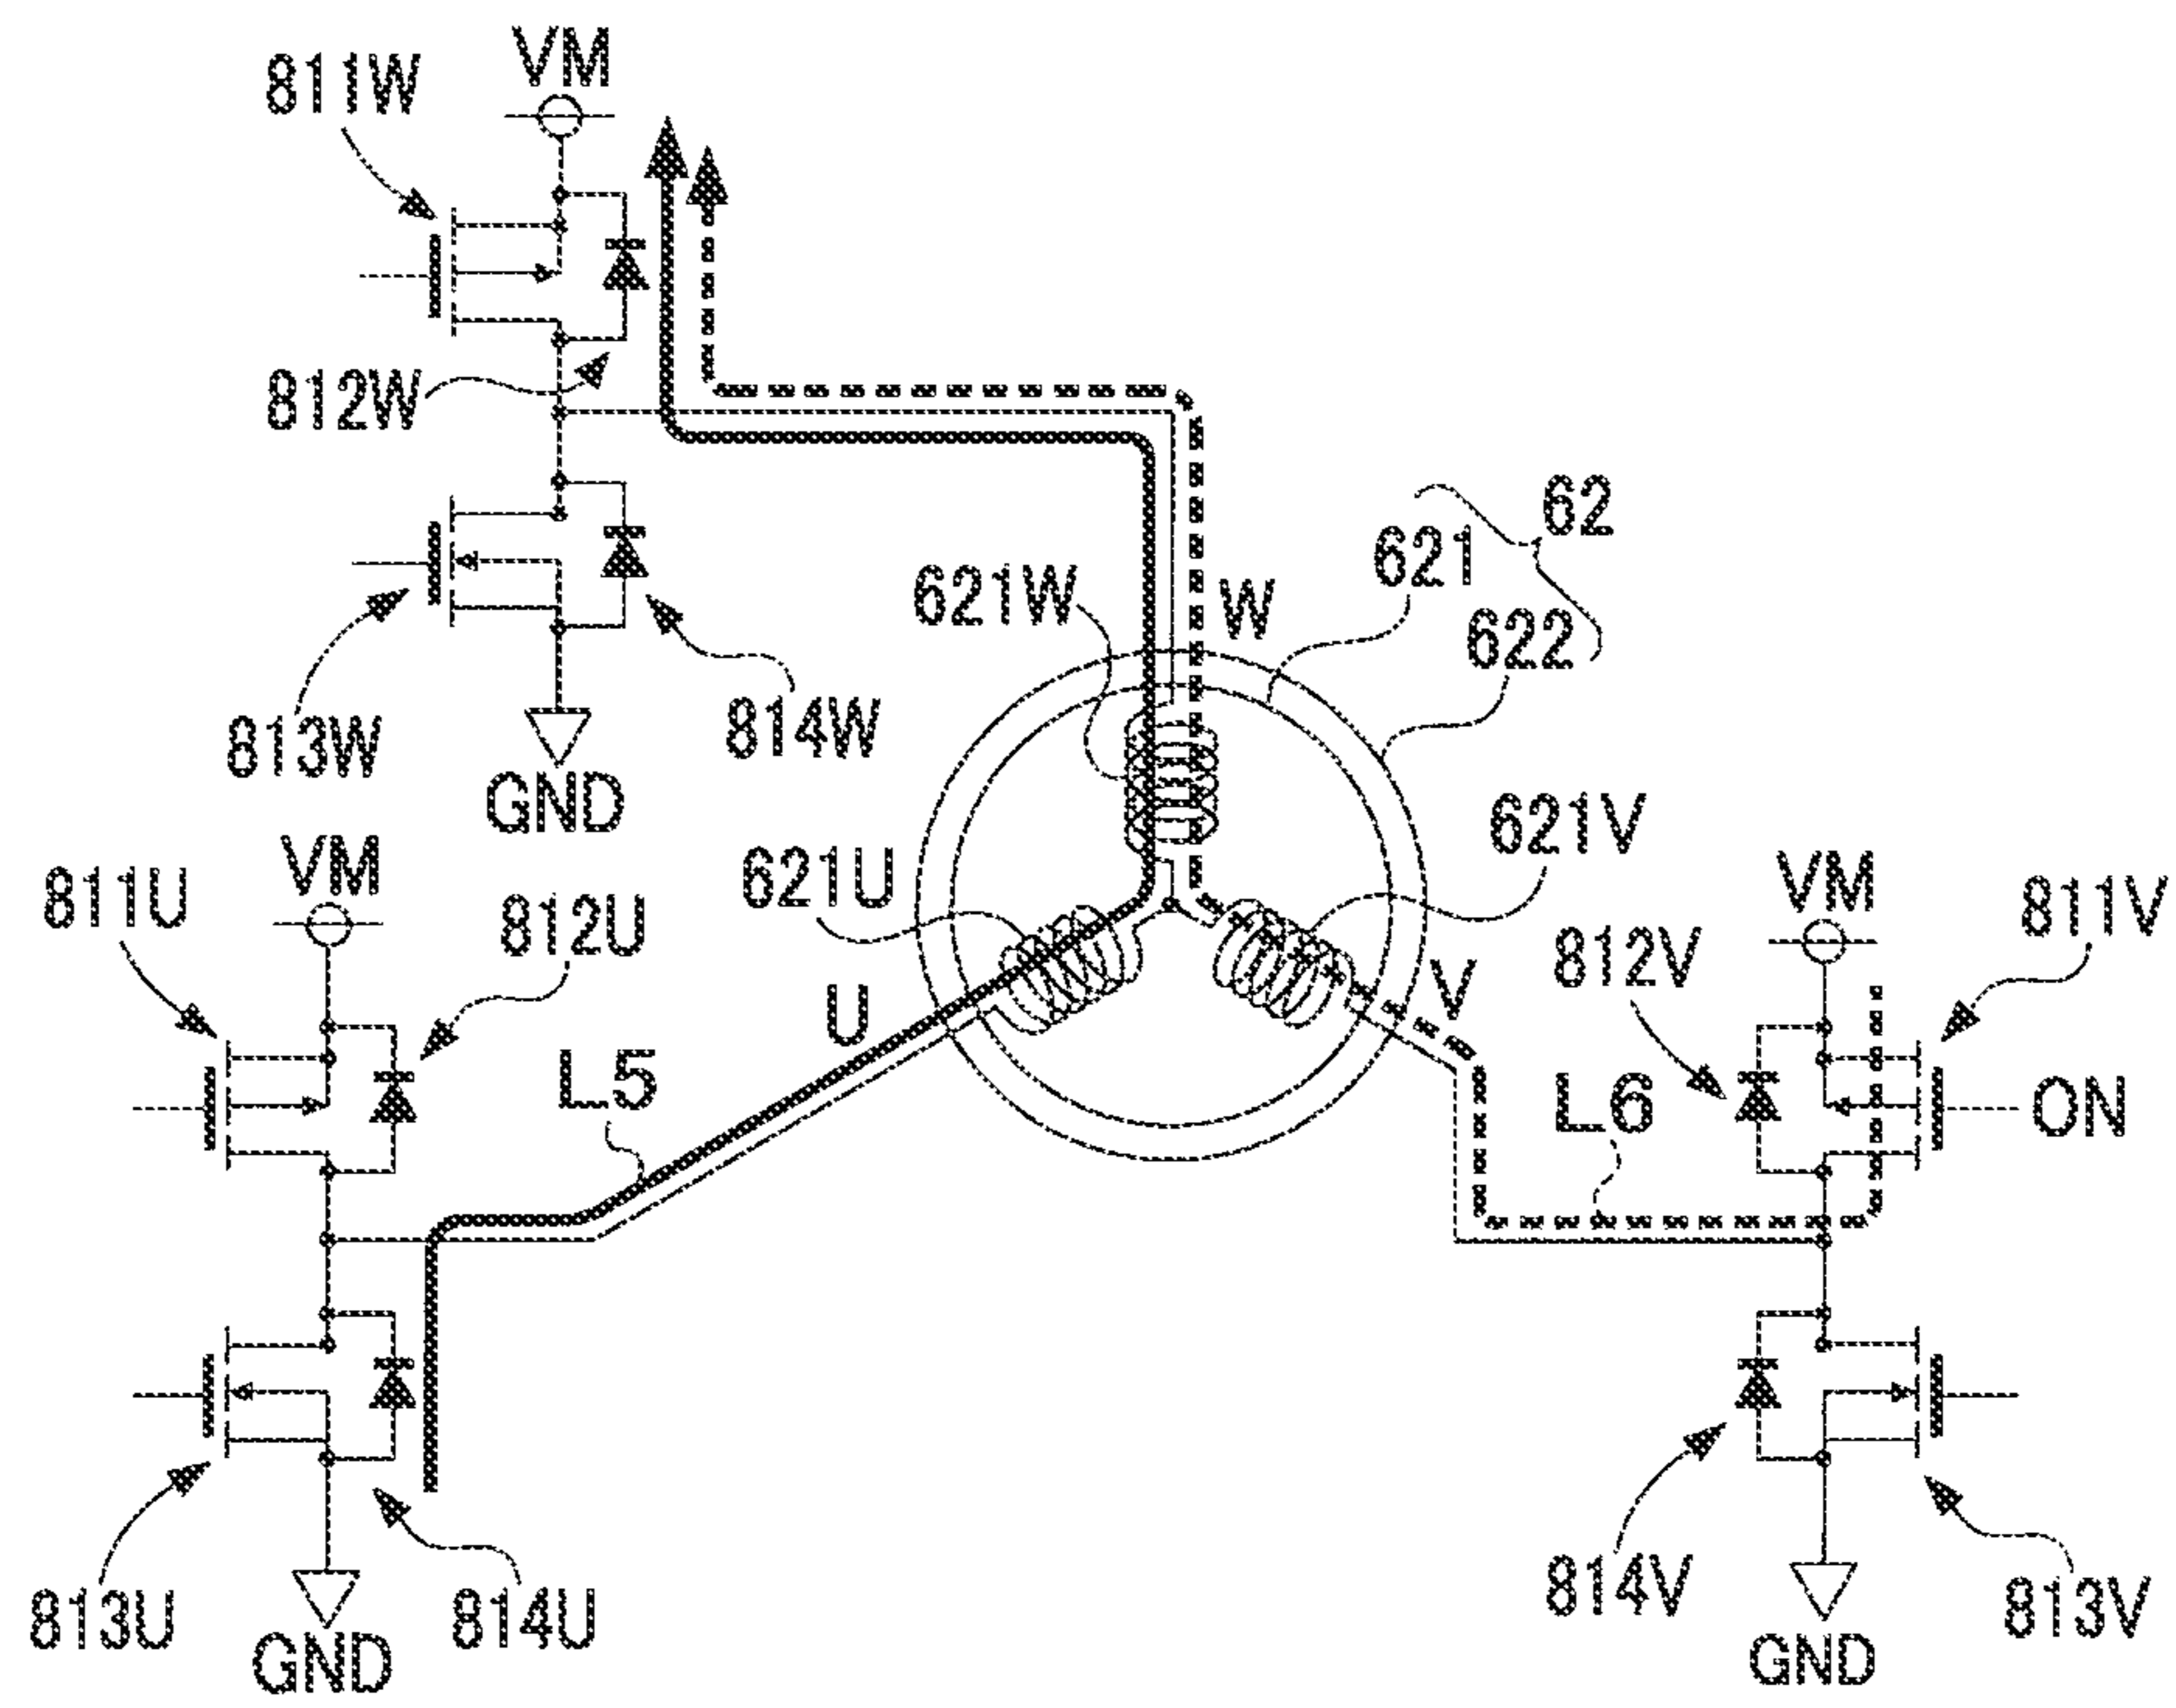 VM
811W
812W
62
621
621W
W
622
813W
814W
GND
621V
VM
621U
VM
811U
812U
811V
812V
U
V
L5
L6
ON
814V
813U
814U
813V
GND
GND